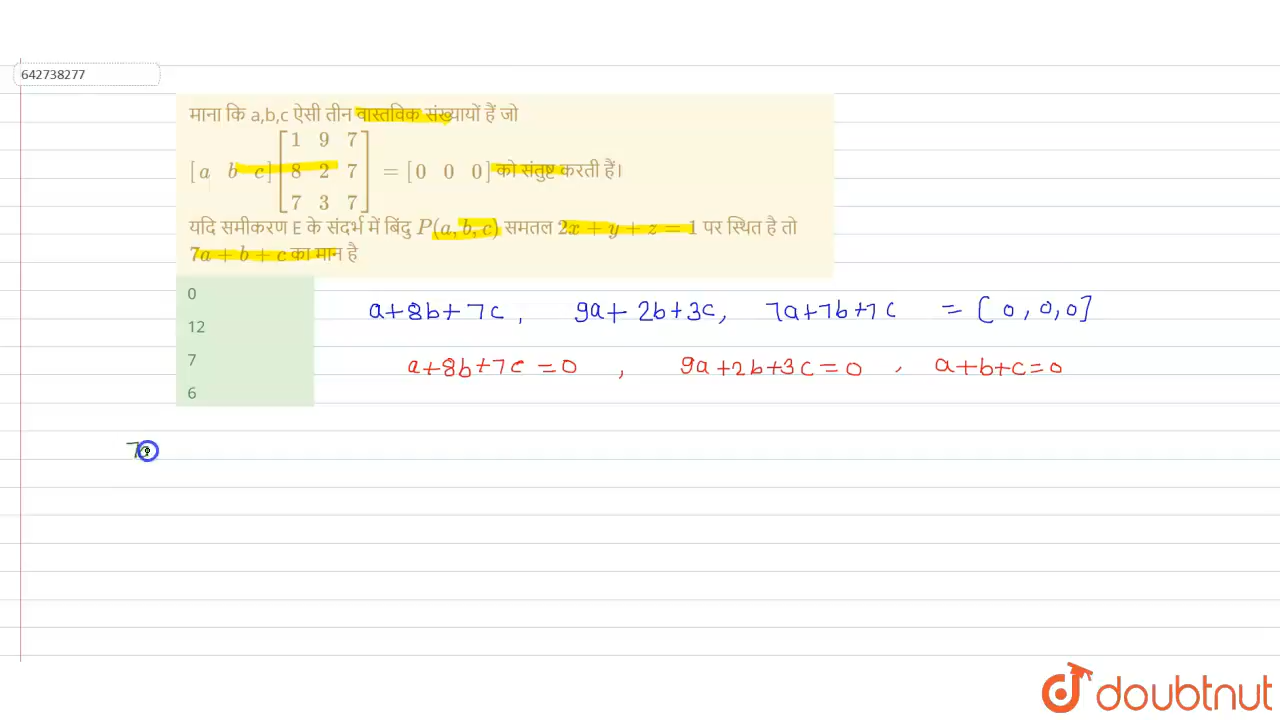 642738277
माना कि a,b,c ऐसी तीन वास्तविक संख्यायों हैं जो
[a b c] [1 9 7
8 2 7
7 3 7] = [0 0 0] को संतुष्ट करती हैं।
यदि समीकरण E के संदर्भ में बिंदु P(a, b, c) समतल 2x + y + z = 1 पर स्थित है तो
7a + b + c का मान है
0
12
7
6
a+8b+7c, 9a+2b+3c, 7a+7b+7c = [0,0,0]
a+8b+7c=0, 9a+2b+3c=0, a+b+c=0
7a
doubtnut